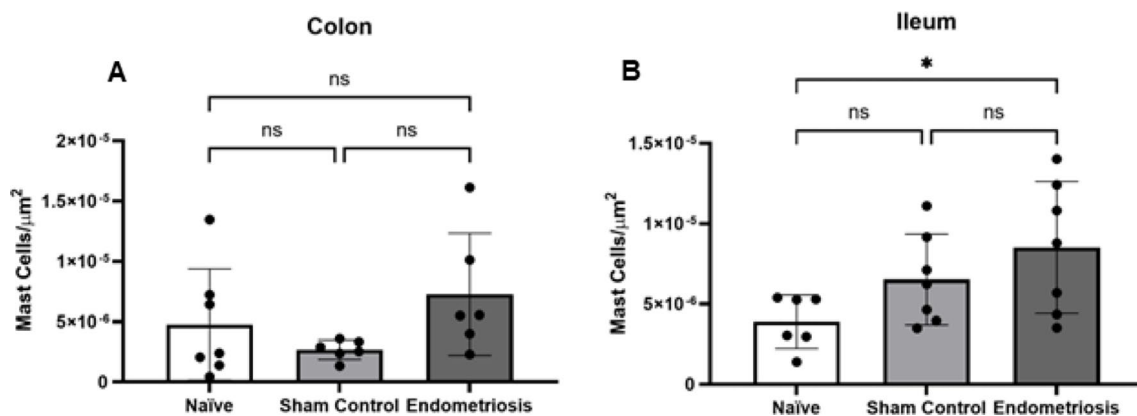 Colon
A
ns
ns
ns
2×10⁻⁵
1.5×10⁻⁵
1×10⁻⁵
5×10⁻⁶
0
Mast Cells/μm²
Naïve
Sham Control
Endometriosis
Ileum
B
*
ns
ns
1.5×10⁻⁵
1×10⁻⁵
5×10⁻⁶
0
Mast Cells/μm²
Naïve
Sham Control
Endometriosis